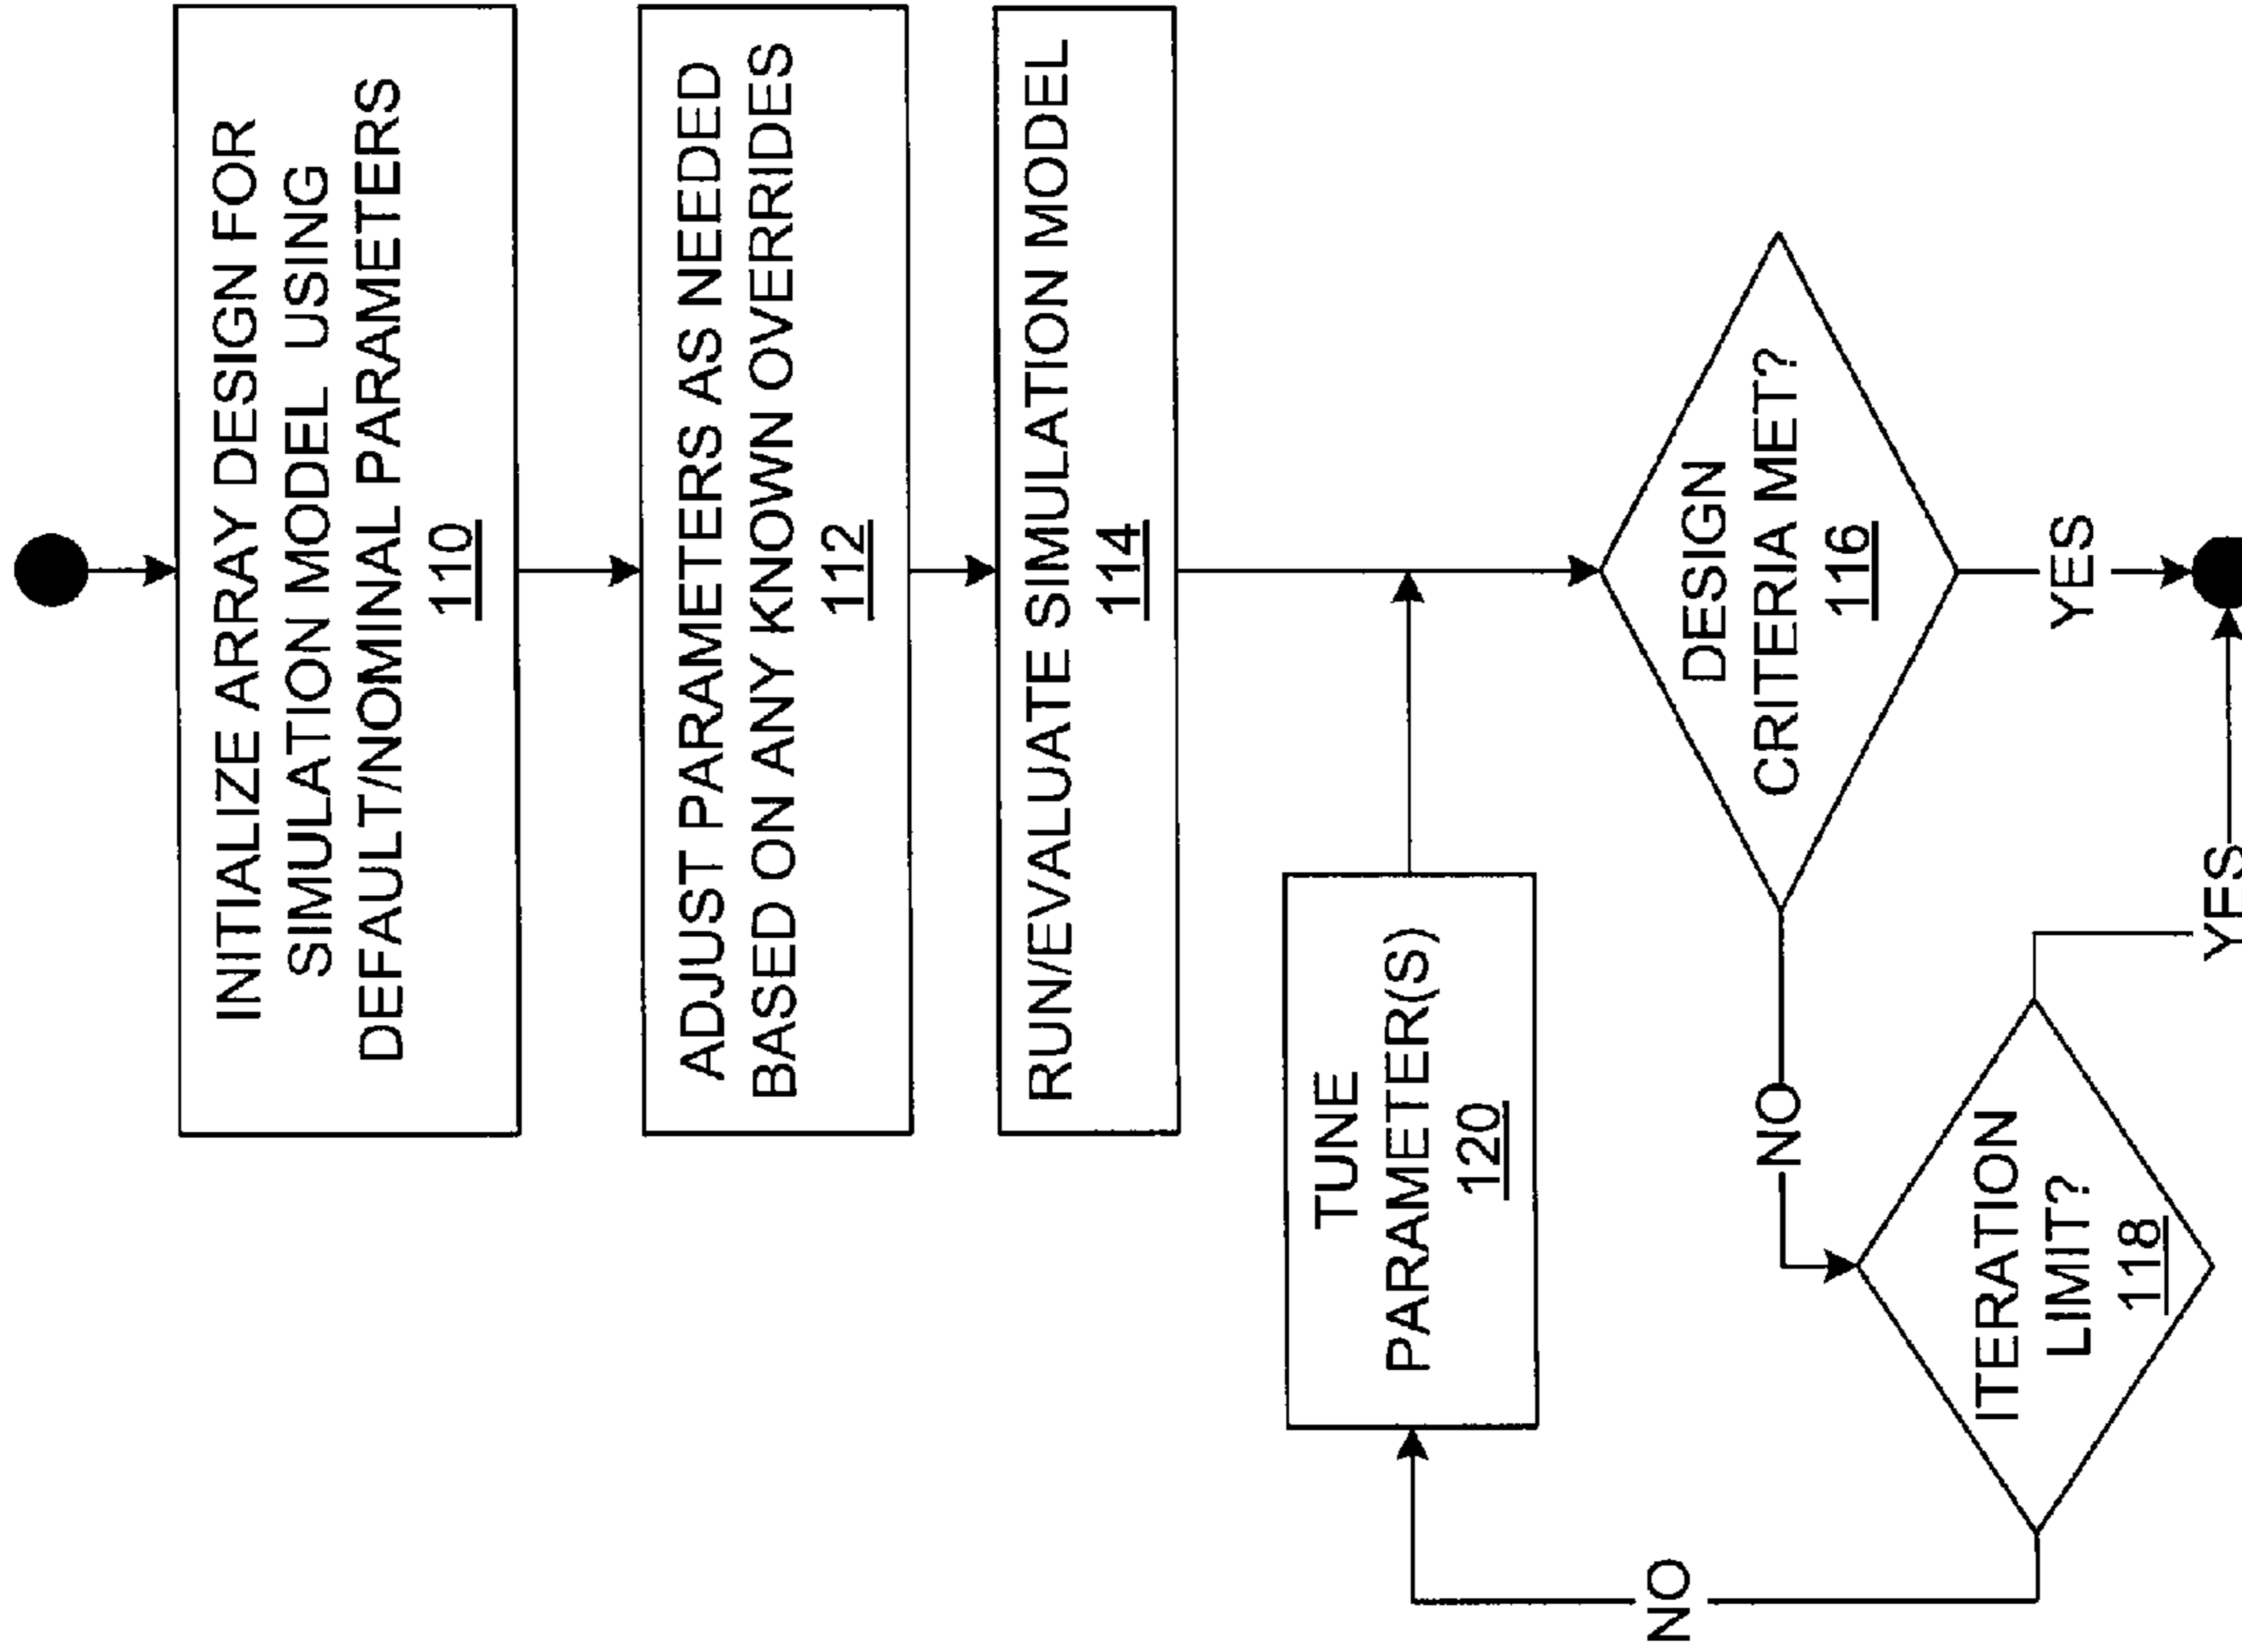 INITIALIZE ARRAY DESIGN FOR
SIMULATION MODEL USING
DEFAULT/NOMINAL PARAMETERS
110
ADJUST PARAMETERS AS NEEDED
BASED ON ANY KNOWN OVERRIDES
112
RUN/EVALUATE SIMULATION MODEL
114
TUNE
PARAMETER(S)
120
DESIGN
CRITERIA MET?
116
NO
YES
ITERATION
LIMIT?
118
NO
YES